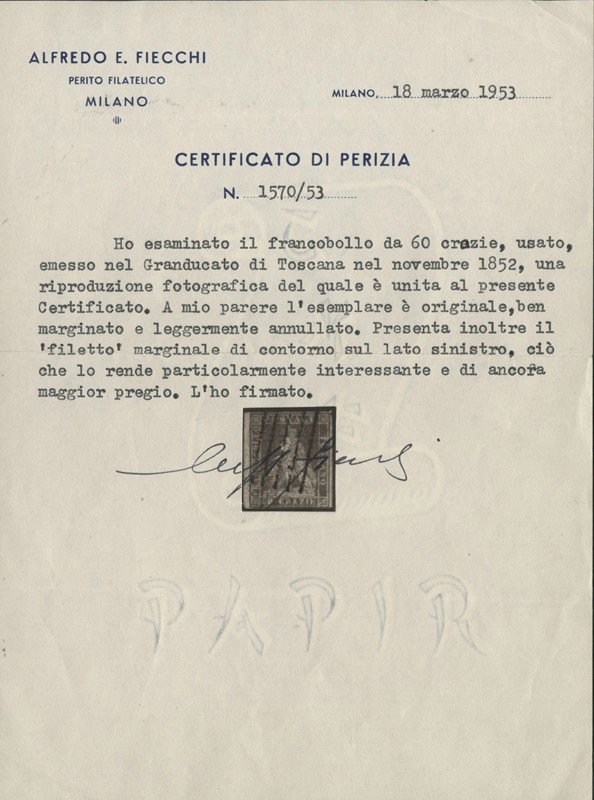 ALFREDO E. FIECCHI
PERITO FILATELICO
MILANO
MILANO, 18 marzo 1953
CERTIFICATO DI PERIZIA
N. 1570/53
Ho esaminato il francobollo da 60 crazie, usato,
emesso nel Granducato di Toscana nel novembre 1852, una
riproduzione fotografica del quale è unita al presente
Certificato. A mio parere l'esemplare è originale,ben
marginato e leggermente annullato. Presenta inoltre il
'filetto' marginale di contorno sul lato sinistro, ciò
che lo rende particolarmente interessante e di ancora
maggior pregio. L'ho firmato.
CRAZIE
PAPIR